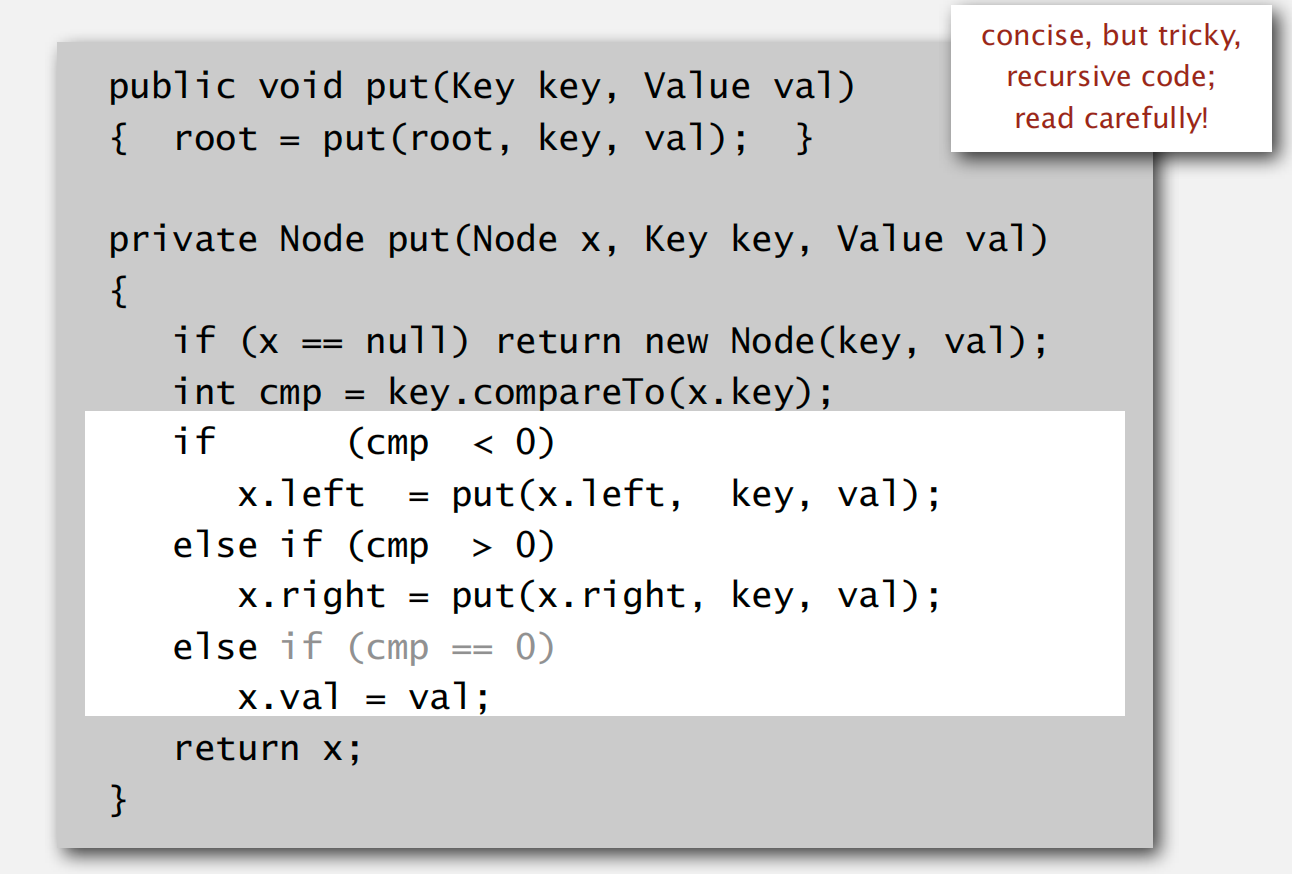 concise, but tricky,
recursive code;
read carefully!
public void put(Key key, Value val)
{  root = put(root, key, val);  }
private Node put(Node x, Key key, Value val)
{
   if (x == null) return new Node(key, val);
   int cmp = key.compareTo(x.key);
   if      (cmp  < 0)
      x.left  = put(x.left,  key, val);
   else if (cmp  > 0)
      x.right = put(x.right, key, val);
   else if (cmp == 0)
      x.val = val;
   return x;
}